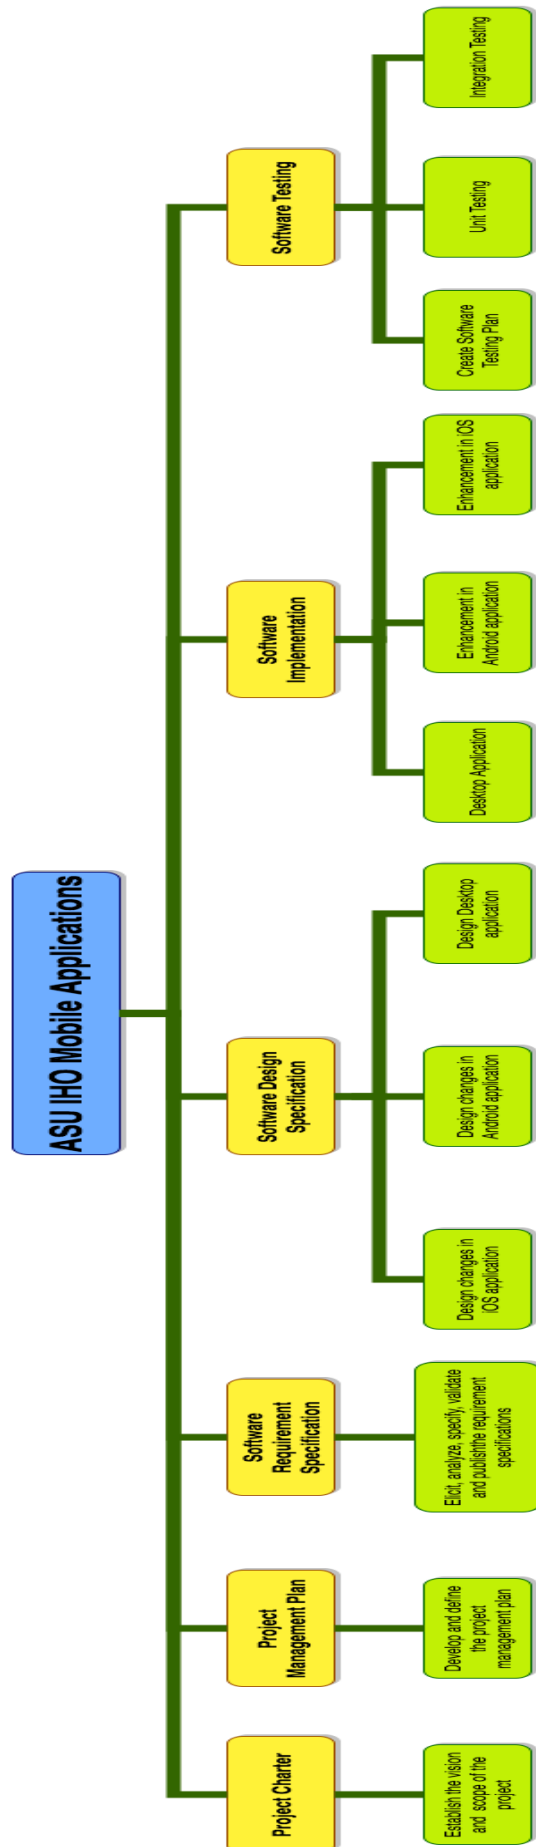 ASU IHO Mobile Applications
Project Charter
Project
Management Plan
Software
Requirement
Specification
Software Design
Specification
Software
Implementation
Software Testing
Establish the vision
and scope of the
project
Develop and define
the project
management plan
Elicit, analyze, specify, validate
and publishthe requirement
specifications
Design changes in
iOS application
Design changes in
Android application
Design Desktop
application
Desktop Application
Enhancement in
Android application
Enhancement in iOS
application
Create Software
Testing Plan
Unit Testing
Integration Testing